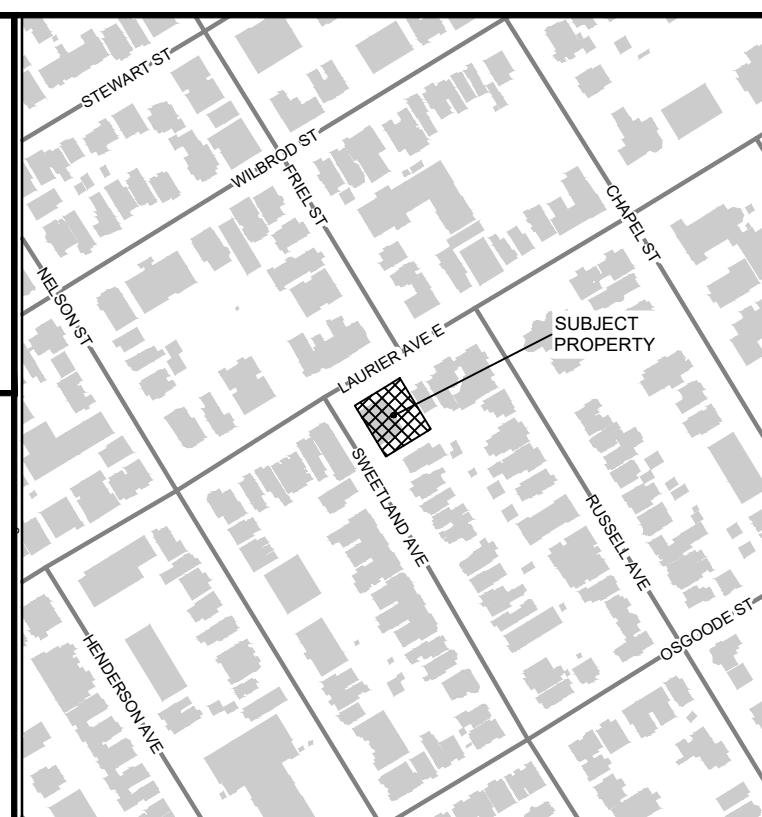 STEWART ST
WILBROD ST
FRIEL ST
CHAPEL ST
NELSON ST
LAURIER AVE E
SUBJECT
PROPERTY
SWEETLAND AVE
RUSSELL AVE
OSGOODE ST
HENDERSON AVE